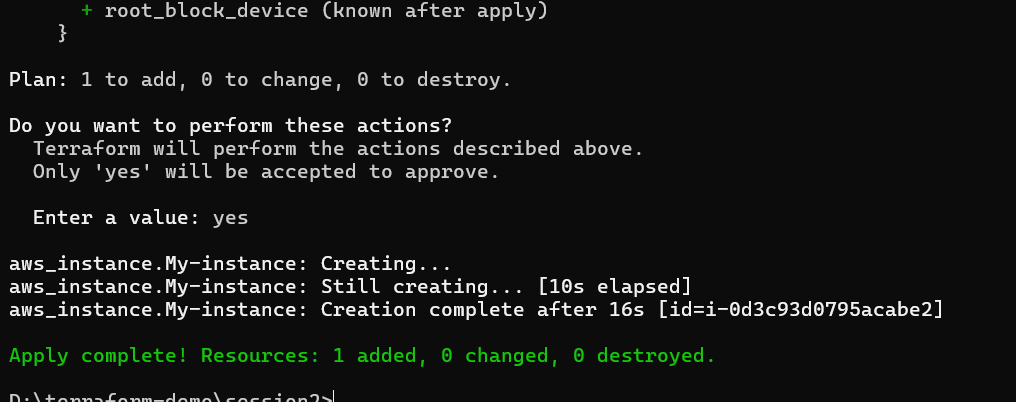 + root_block_device (known after apply)
}
Plan: 1 to add, 0 to change, 0 to destroy.
Do you want to perform these actions?
Terraform will perform the actions described above.
Only 'yes' will be accepted to approve.
Enter a value: yes
aws_instance.My-instance: Creating...
aws_instance.My-instance: Still creating... [10s elapsed]
aws_instance.My-instance: Creation complete after 16s [id=i-0d3c93d0795acabe2]
Apply complete! Resources: 1 added, 0 changed, 0 destroyed.
D:\terraform-demo\session2>